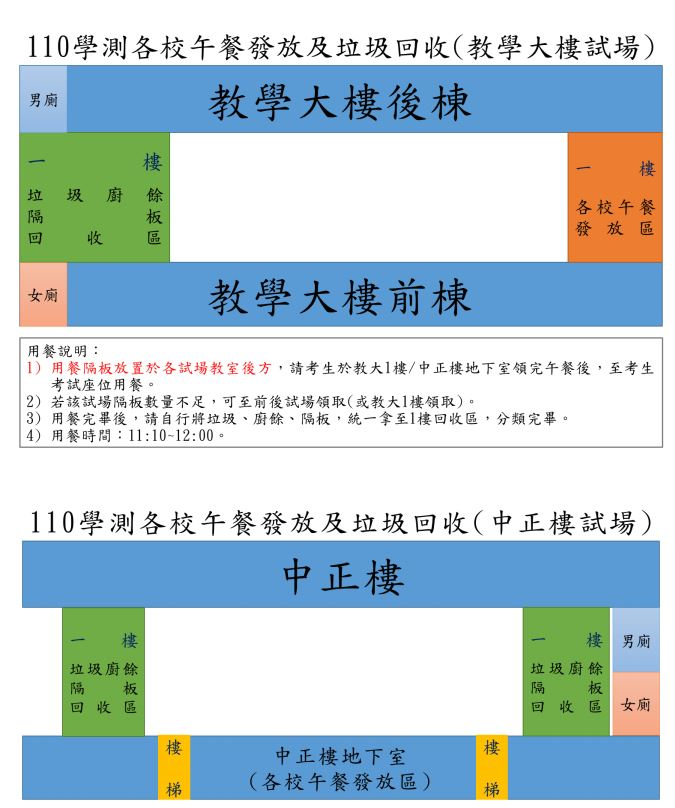 110學測各校午餐發放及垃圾回收(教學大樓試場)
男廁
教學大樓後棟
一樓
垃圾廚餘
隔板
回收區
一樓
各校午餐
發放區
女廁
教學大樓前棟
用餐說明：
1) 用餐隔板放置於各試場教室後方，請考生於教大1樓/中正樓地下室領完午餐後，至考生
考試座位用餐。
2) 若該試場隔板數量不足，可至前後試場領取(或教大1樓領取)。
3) 用餐完畢後，請自行將垃圾、廚餘、隔板，統一拿至1樓回收區，分類完畢。
4) 用餐時間：11:10~12:00。
110學測各校午餐發放及垃圾回收(中正樓試場)
中正樓
一樓
垃圾廚餘
隔板
回收區
一樓
垃圾廚餘
隔板
回收區
男廁
女廁
樓梯
中正樓地下室
(各校午餐發放區)
樓梯